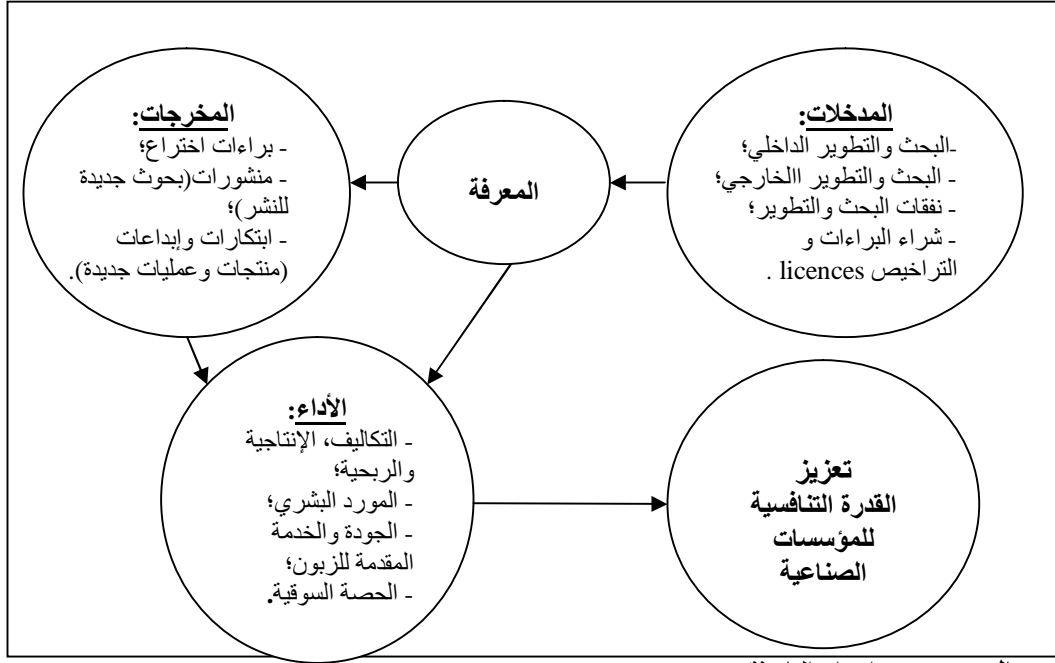 المدخلات:
-البحث والتطوير الداخلي؛
- البحث والتطوير االخارجي؛
- نفقات البحث والتطوير؛
- شراء البراءات و
التراخيص licences .
المعرفة
المخرجات:
- براءات اختراع؛
- منشورات(بحوث جديدة
للنشر)؛
- ابتكارات وإبداعات
(منتجات وعمليات جديدة).
الأداء:
- التكاليف، الإنتاجية
والربحية؛
- المورد البشري؛
- الجودة والخدمة
المقدمة للزبون؛
- الحصة السوقية.
تعزيز
القدرة التنافسية
للمؤسسات
الصناعية